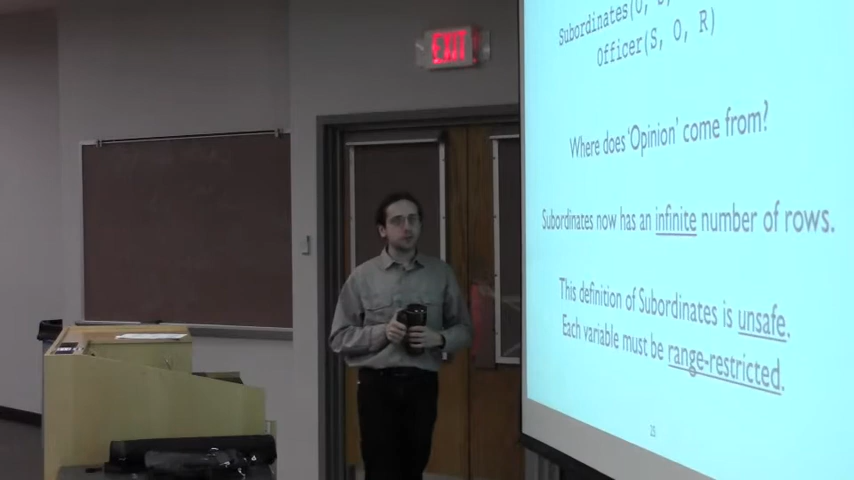 EXIT
Subordinates(O,
Officer(S, O, R)
Where does 'Opinion' come from?
Subordinates now has an infinite number of rows.
This definition of Subordinates is unsafe.
Each variable must be range-restricted.
25